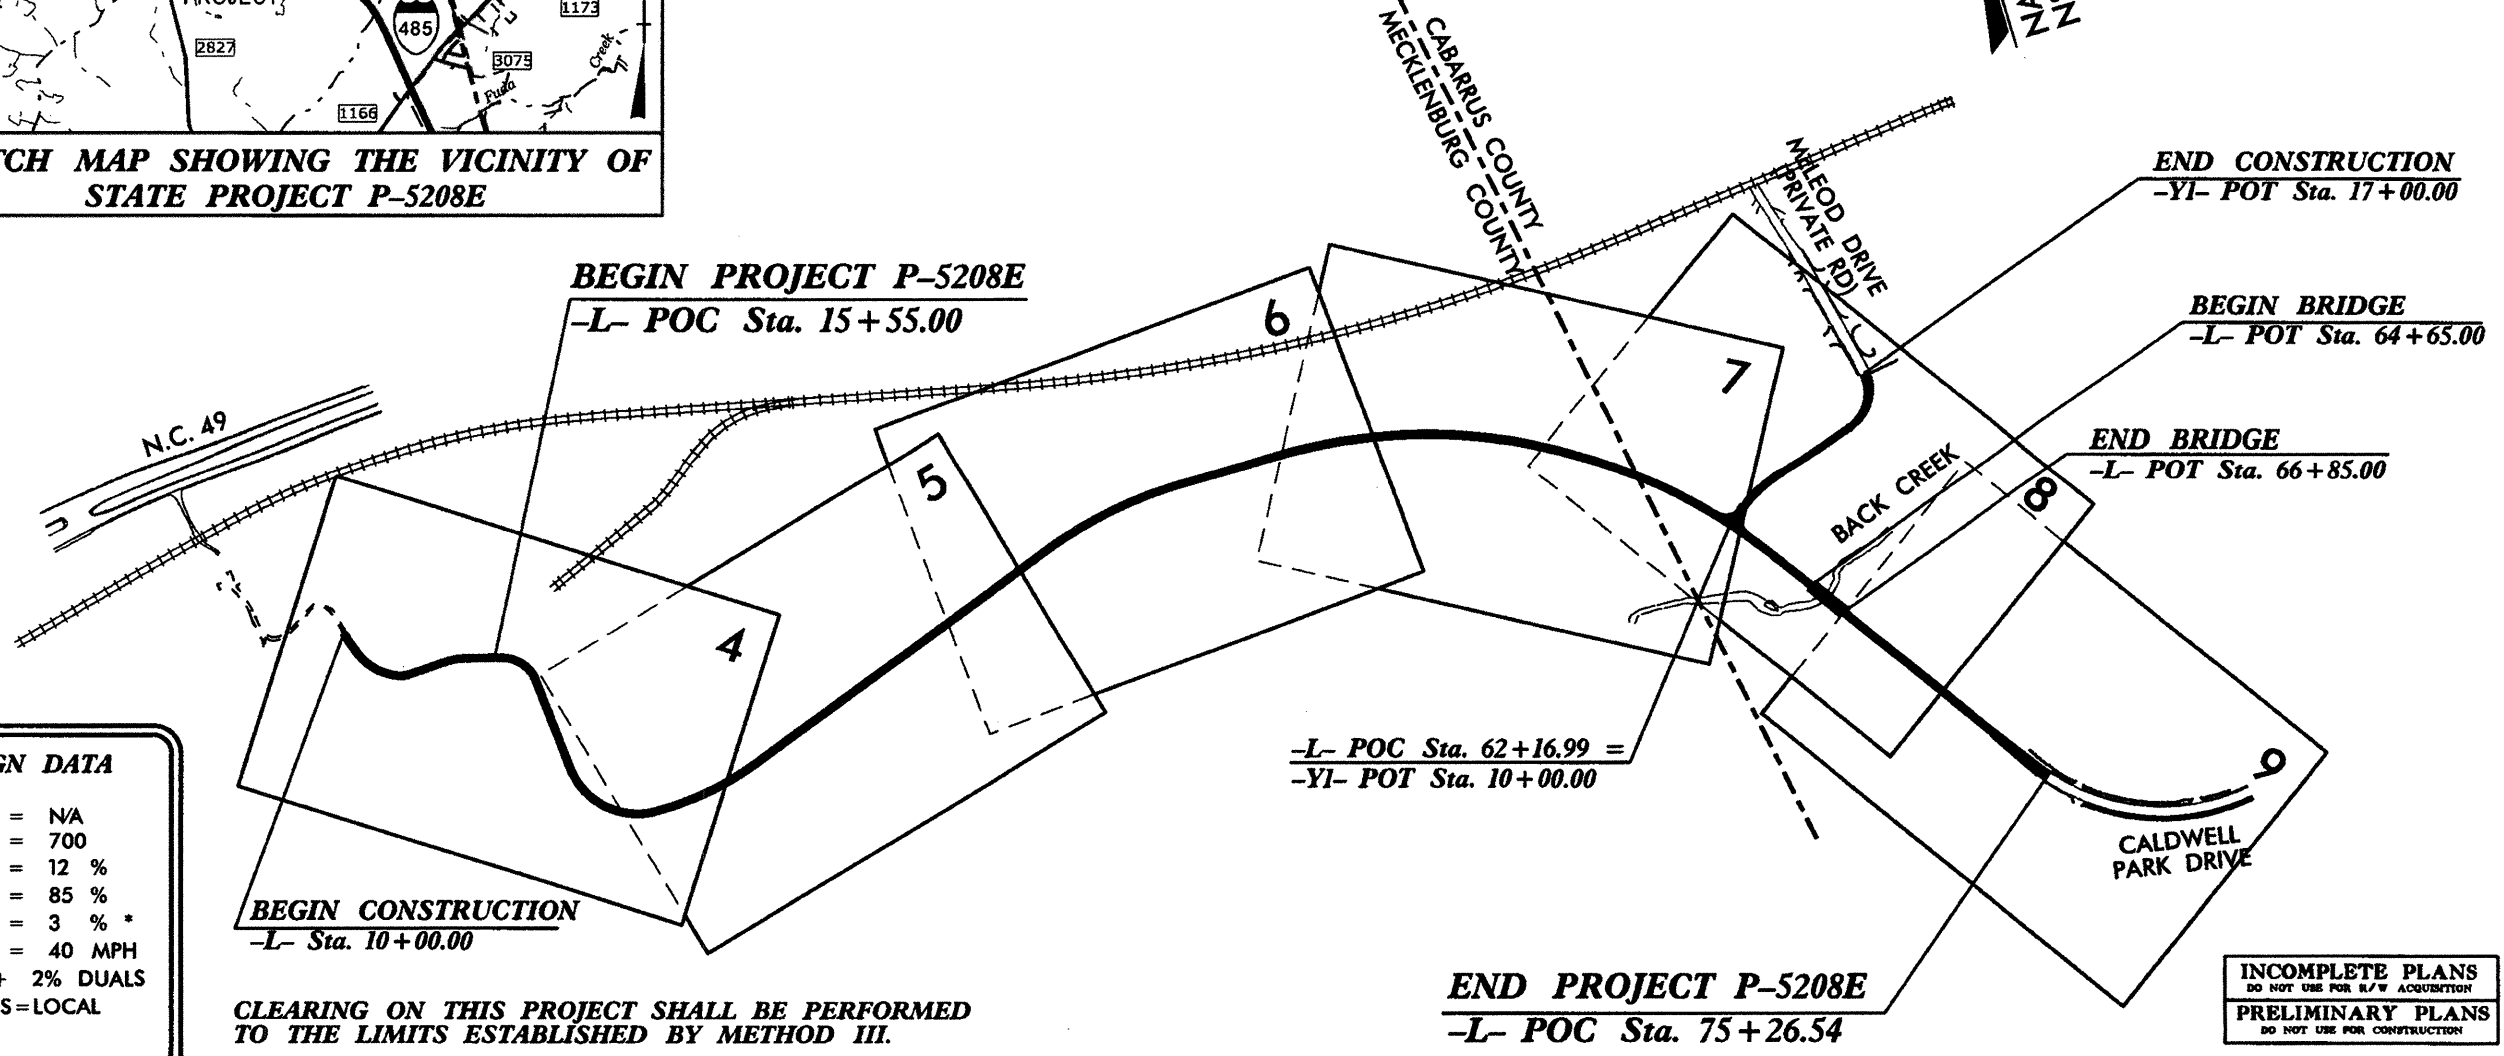 485
1173
2827
3075
Creek
1166
MAP SHOWING THE VICINITY OF
STATE PROJECT P–5208E
CABARRUS COUNTY
MECKLENBURG COUNTY
McLEOD DRIVE
(PRIVATE RD)
END CONSTRUCTION
–Y1– POT Sta. 17+00.00
BEGIN PROJECT P–5208E
–L– POC Sta. 15+55.00
BEGIN BRIDGE
–L– POT Sta. 64+65.00
N.C. 49
END BRIDGE
–L– POT Sta. 66+85.00
BACK CREEK
4
5
6
7
8
9
–L– POC Sta. 62+16.99 =
–Y1– POT Sta. 10+00.00
CALDWELL
PARK DRIVE
DATA
= N/A
= 700
= 12 %
= 85 %
= 3 % *
= 40 MPH
+ 2% DUALS
S=LOCAL
BEGIN CONSTRUCTION
–L– Sta. 10+00.00
CLEARING ON THIS PROJECT SHALL BE PERFORMED
TO THE LIMITS ESTABLISHED BY METHOD III.
END PROJECT P–5208E
–L– POC Sta. 75+26.54
INCOMPLETE PLANS
DO NOT USE FOR R/W ACQUISITION
PRELIMINARY PLANS
DO NOT USE FOR CONSTRUCTION